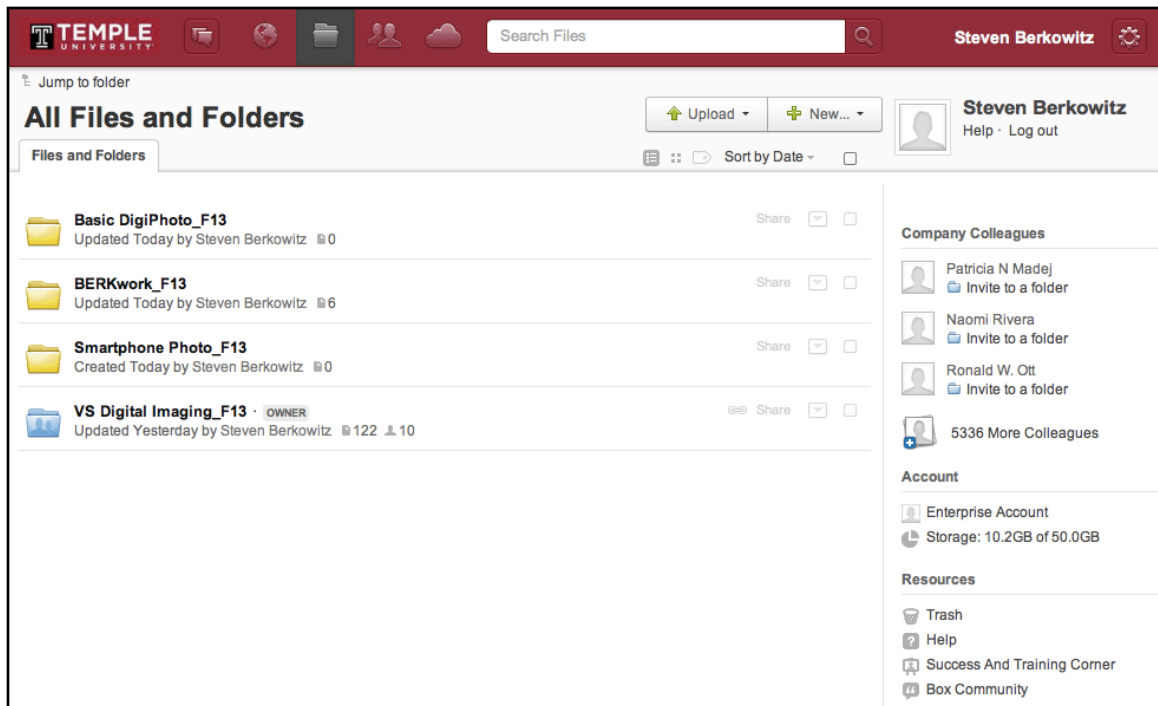 TEMPLE
UNIVERSITY
Search Files
Steven Berkowitz
Jump to folder
All Files and Folders
Upload
New...
Steven Berkowitz
Help · Log out
Files and Folders
Sort by Date
Basic DigiPhoto_F13
Share
Updated Today by Steven Berkowitz 0
BERKwork_F13
Share
Updated Today by Steven Berkowitz 6
Smartphone Photo_F13
Share
Created Today by Steven Berkowitz 0
VS Digital Imaging_F13 · OWNER
Share
Updated Yesterday by Steven Berkowitz 122 10
Company Colleagues
Patricia N Madej
Invite to a folder
Naomi Rivera
Invite to a folder
Ronald W. Ott
Invite to a folder
5336 More Colleagues
Account
Enterprise Account
Storage: 10.2GB of 50.0GB
Resources
Trash
Help
Success And Training Corner
Box Community